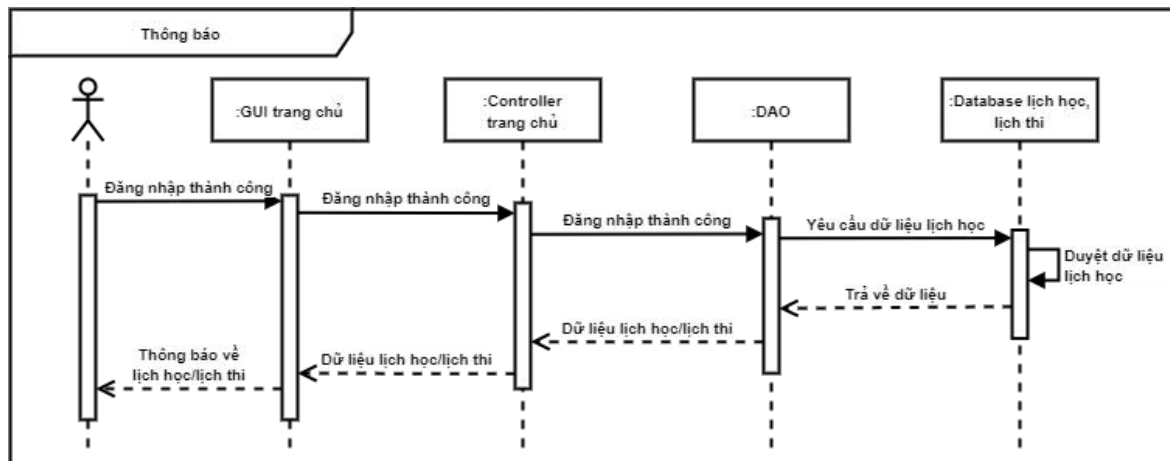 Thông báo
:GUI trang chủ
:Controller
trang chủ
:DAO
:Database lịch học,
lịch thi
Đăng nhập thành công
Đăng nhập thành công
Đăng nhập thành công
Yêu cầu dữ liệu lịch học
Duyệt dữ liệu
lịch học
Trả về dữ liệu
Dữ liệu lịch học/lịch thi
Dữ liệu lịch học/lịch thi
Thông báo về
lịch học/lịch thi